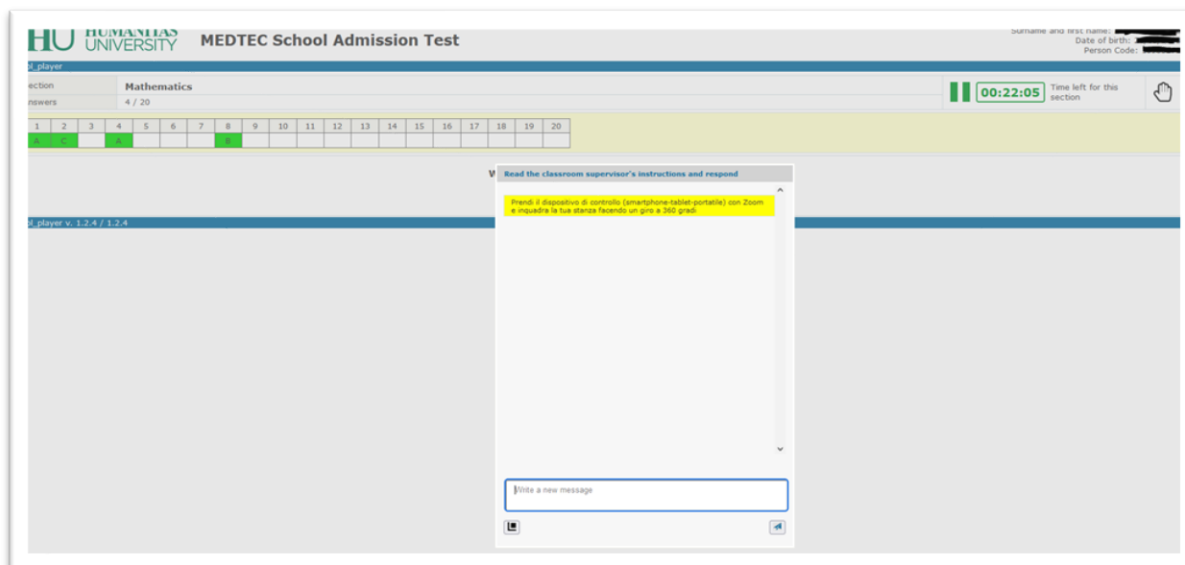 HU HUMANITAS UNIVERSITY MEDTEC School Admission Test
Surname and first name:
Date of birth:
Person Code:
ol_player
ection Mathematics
nswers 4 / 20
00:22:05 Time left for this section
1 2 3 4 5 6 7 8 9 10 11 12 13 14 15 16 17 18 19 20
A C A B
W
Read the classroom supervisor's instructions and respond
Prendi il dispositivo di controllo (smartphone-tablet-portatile) con Zoom
e inquadra la tua stanza facendo un giro a 360 gradi
ol_player v. 1.2.4 / 1.2.4
Write a new message